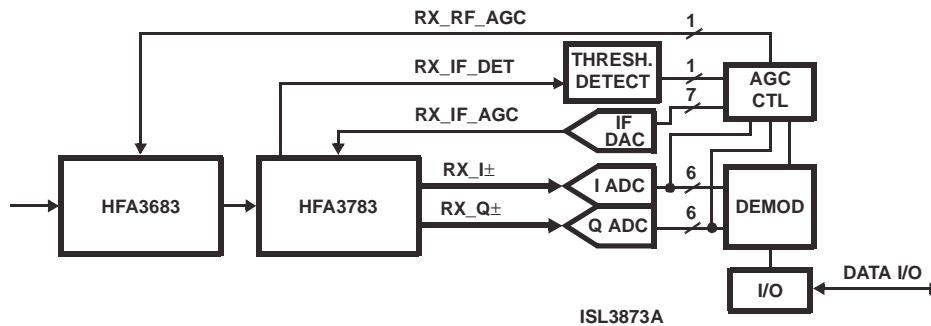 RX_RF_AGC
1
RX_IF_DET
THRESH.
DETECT
1
AGC
CTL
RX_IF_AGC
IF
DAC
7
HFA3683
HFA3783
RX_I±
I ADC
6
RX_Q±
Q ADC
6
DEMOD
I/O
DATA I/O
ISL3873A